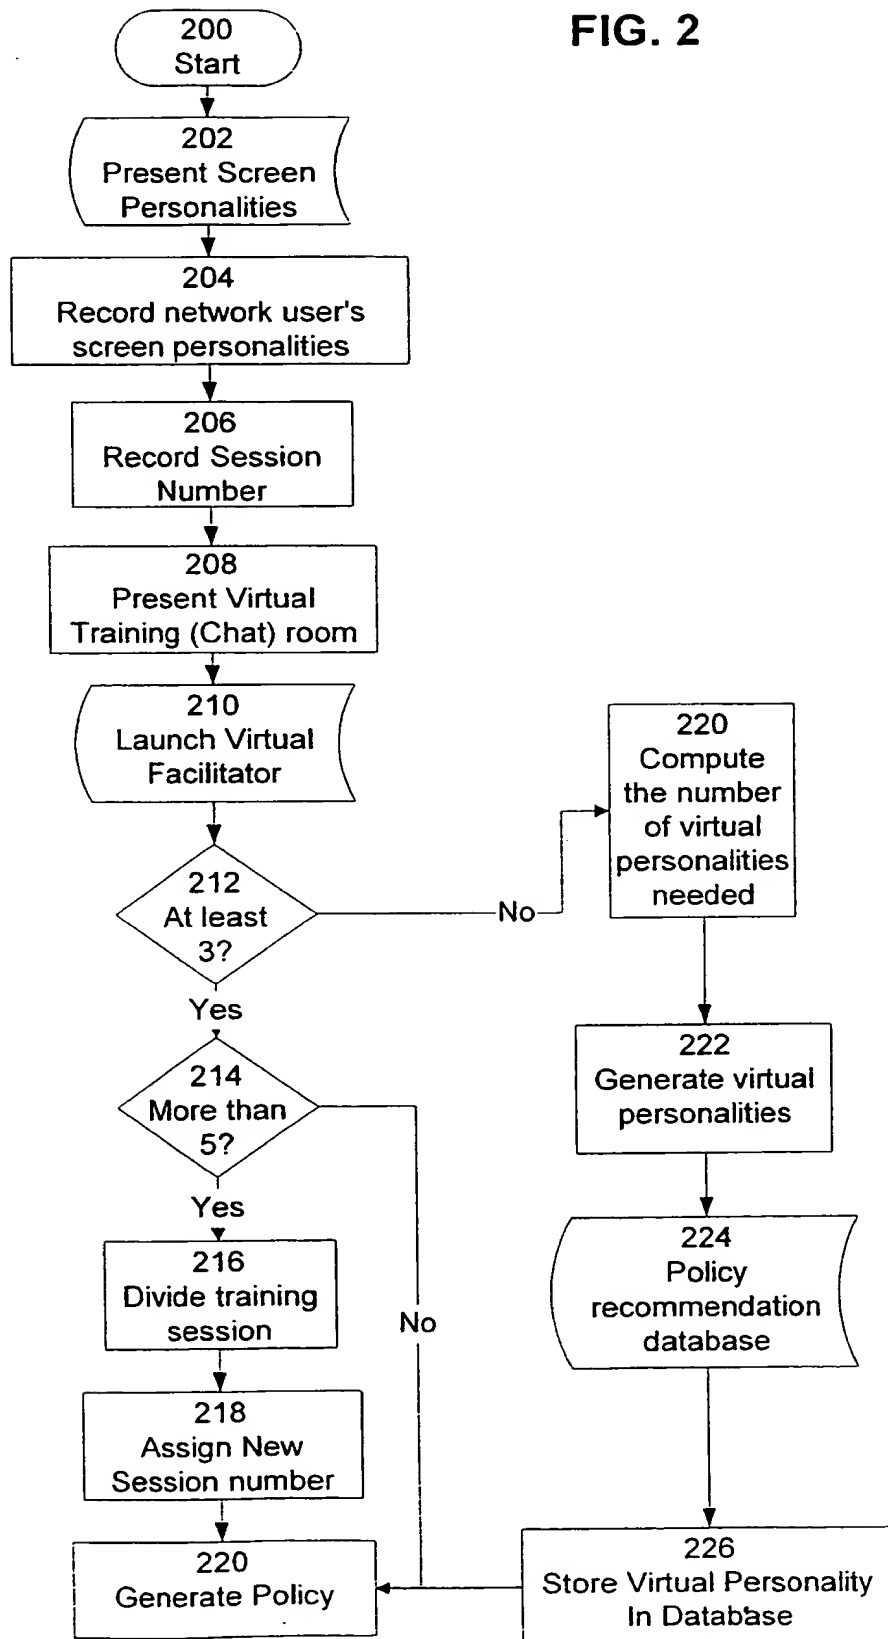 FIG. 2
200
Start
202
Present Screen
Personalities
204
Record network user's
screen personalities
206
Record Session
Number
208
Present Virtual
Training (Chat) room
210
Launch Virtual
Facilitator
212
At least
3?
No
Yes
214
More than
5?
No
Yes
216
Divide training
session
218
Assign New
Session number
220
Generate Policy
220
Compute
the number
of virtual
personalities
needed
222
Generate virtual
personalities
224
Policy
recommendation
database
226
Store Virtual Personality
In Database